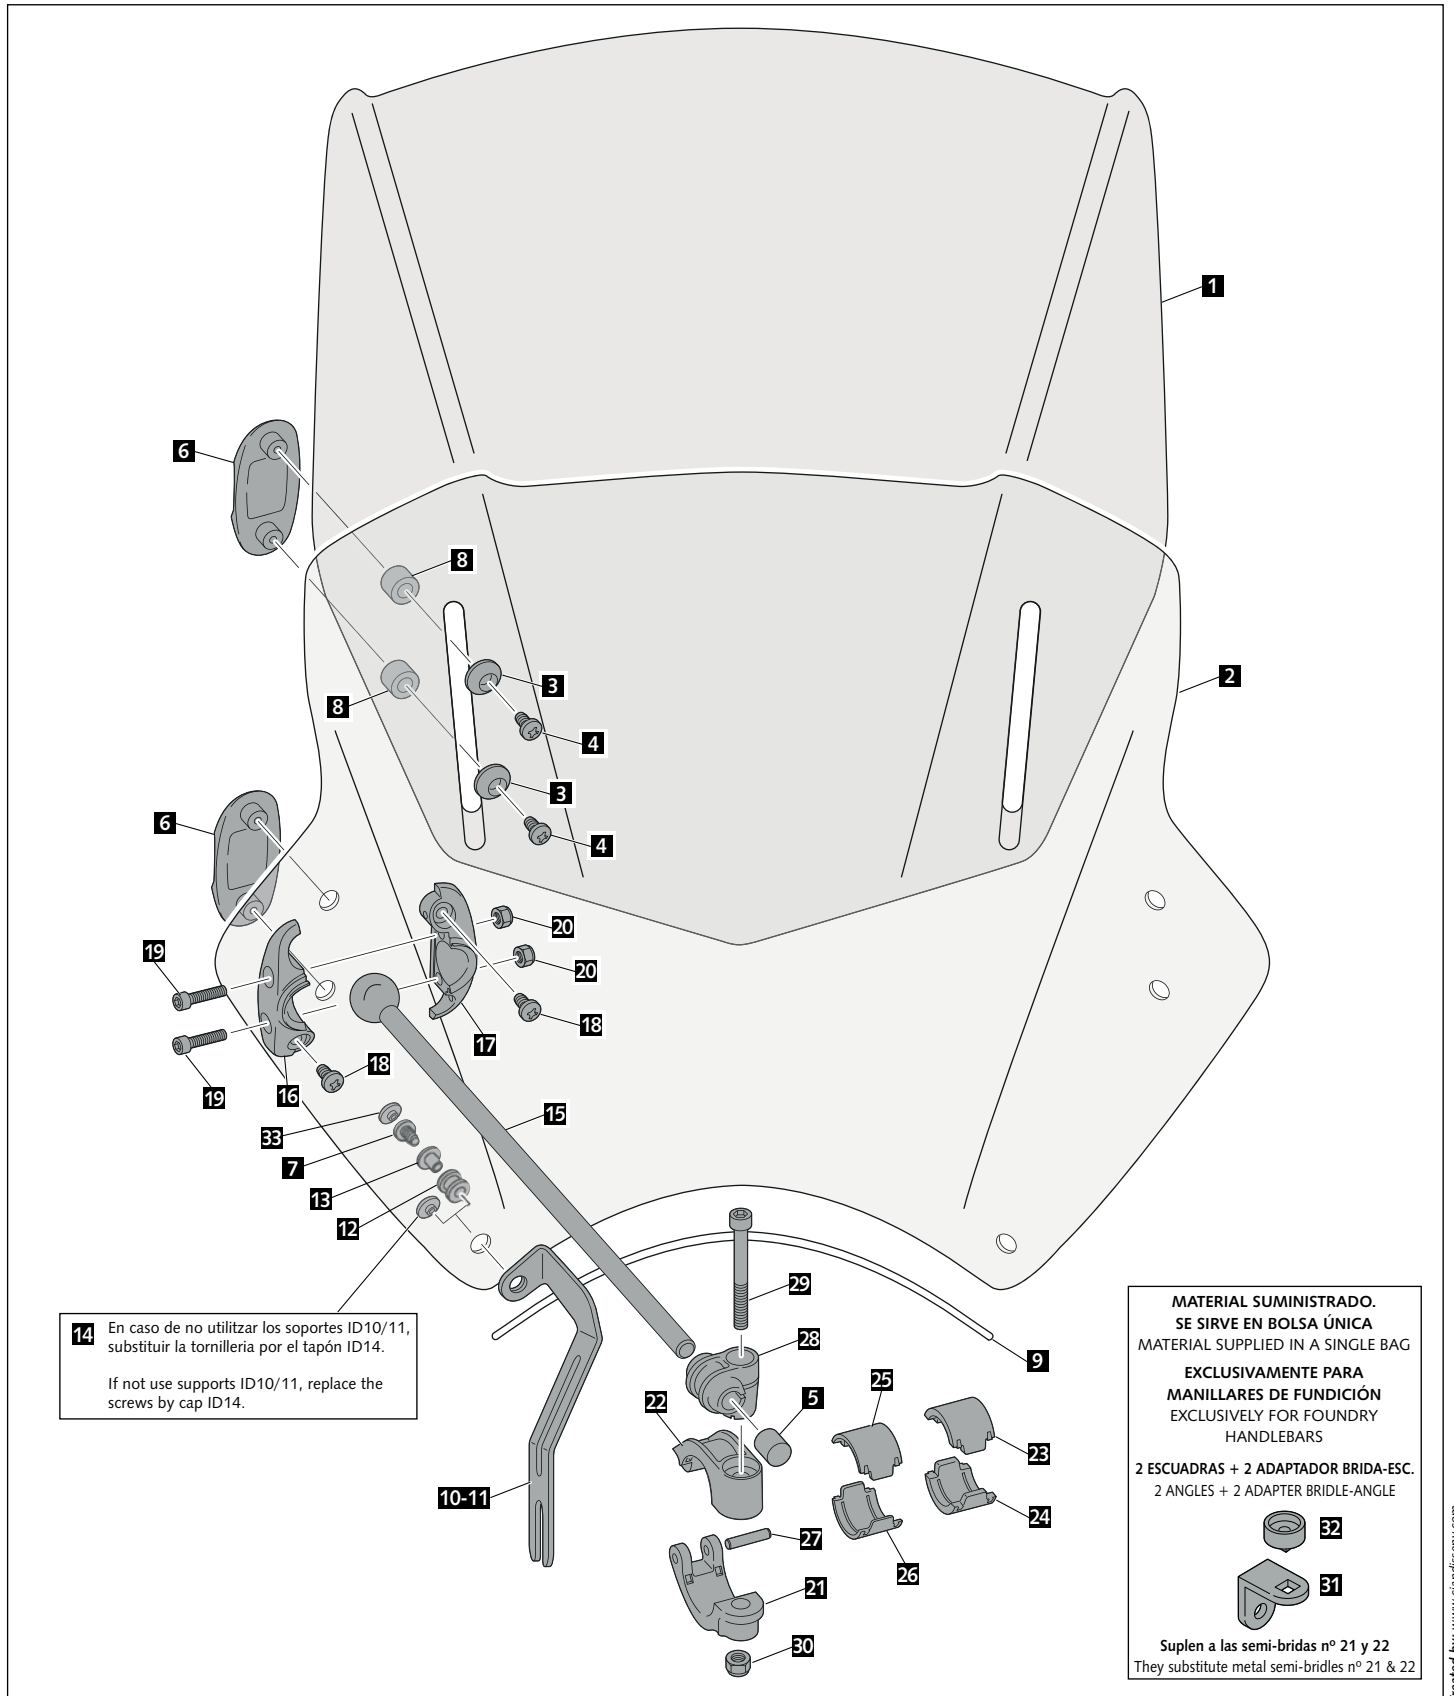 1
6
8
2
3
8
4
3
6
4
20
19
20
18
17
18
16
19
15
33
7
13
12
29
14 En caso de no utilitzar los soportes ID10/11,
substituir la tornilleria por el tapón ID14.
If not use supports ID10/11, replace the
screws by cap ID14.
28
9
25
5
22
23
10-11
24
27
26
21
30
MATERIAL SUMINISTRADO.
SE SIRVE EN BOLSA ÚNICA
MATERIAL SUPPLIED IN A SINGLE BAG
EXCLUSIVAMENTE PARA
MANILLARES DE FUNDICIÓN
EXCLUSIVELY FOR FOUNDRY
HANDLEBARS
2 ESCUADRAS + 2 ADAPTADOR BRIDA-ESC.
2 ANGLES + 2 ADAPTER BRIDLE-ANGLE
32
31
Suplen a las semi-bridas nº 21 y 22
They substitute metal semi-bridles nº 21 & 22